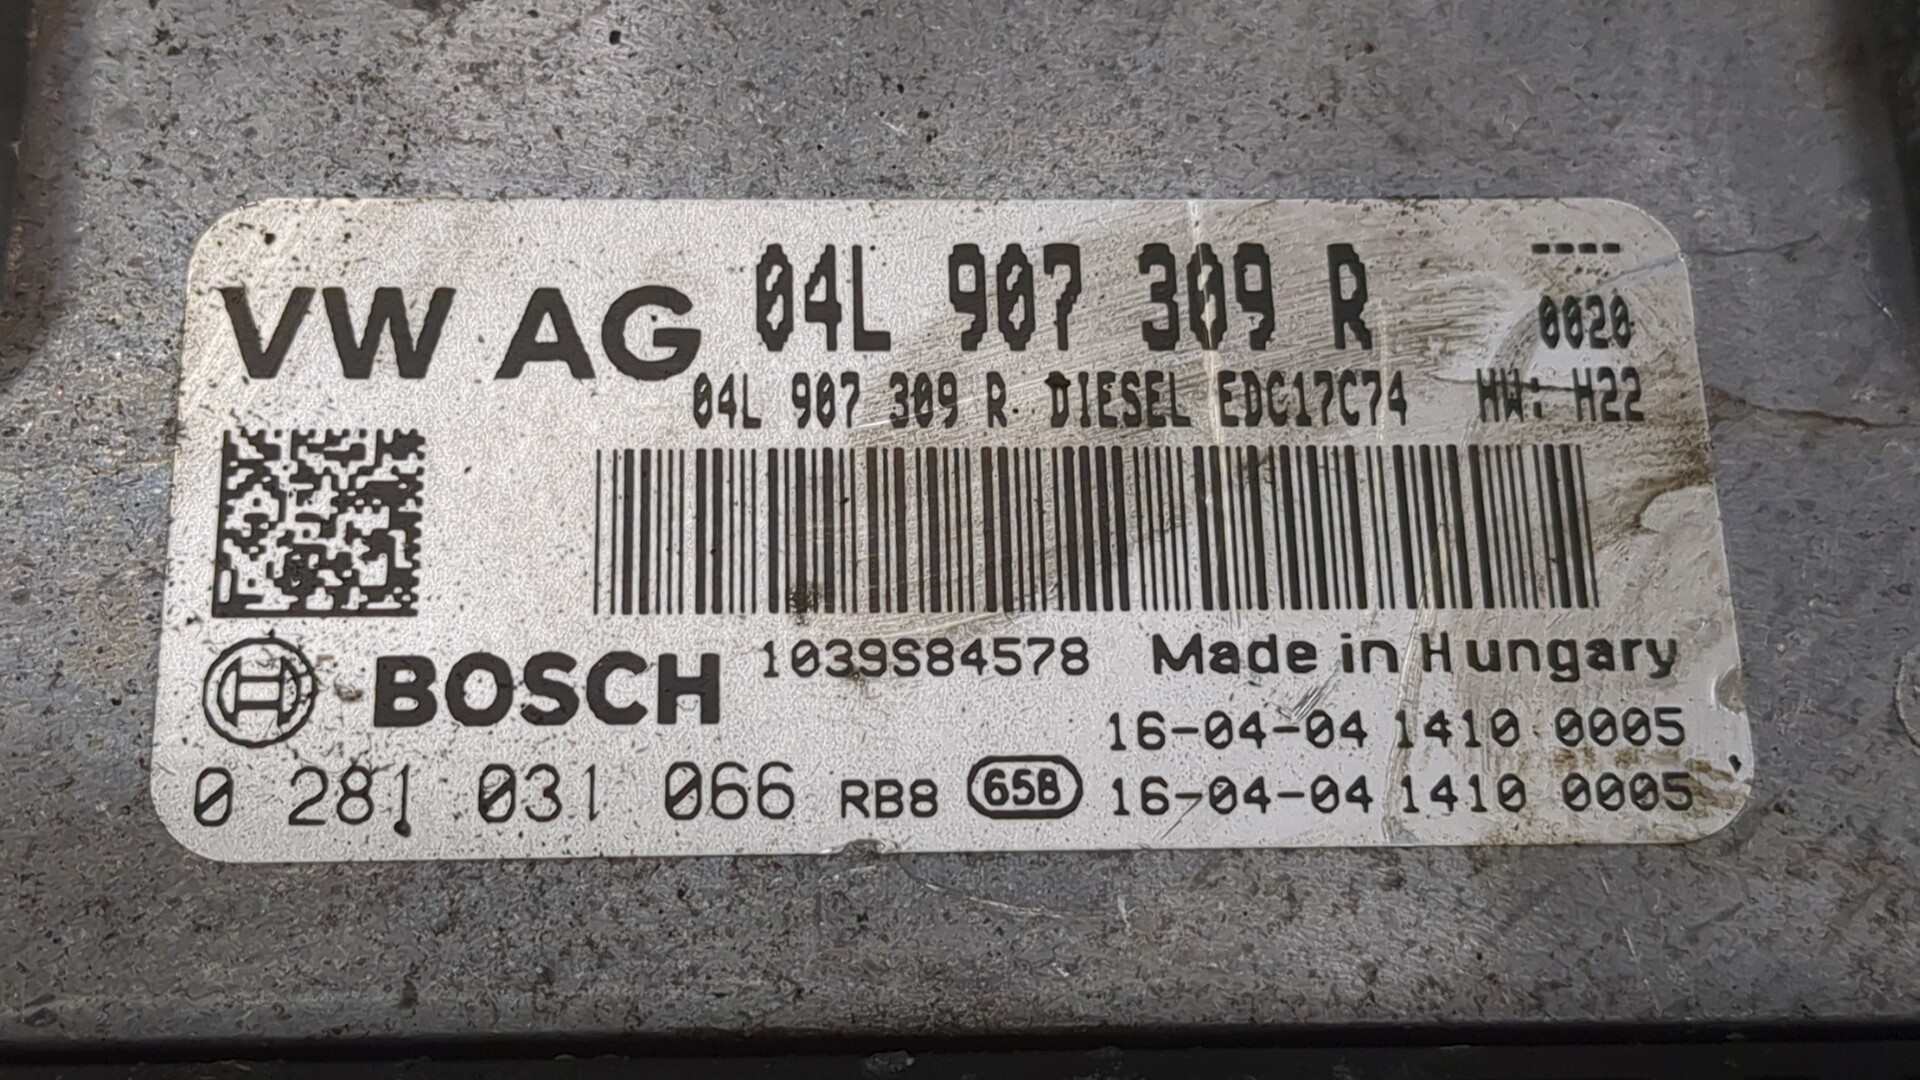 VW AG 04L 907 309 R ----
0020
04L 907 309 R DIESEL EDC17C74 HW: H22
BOSCH 1039S84578 Made in Hungary
16-04-04 1410 0005
0 281 031 066 RB8 65B 16-04-04 1410 0005